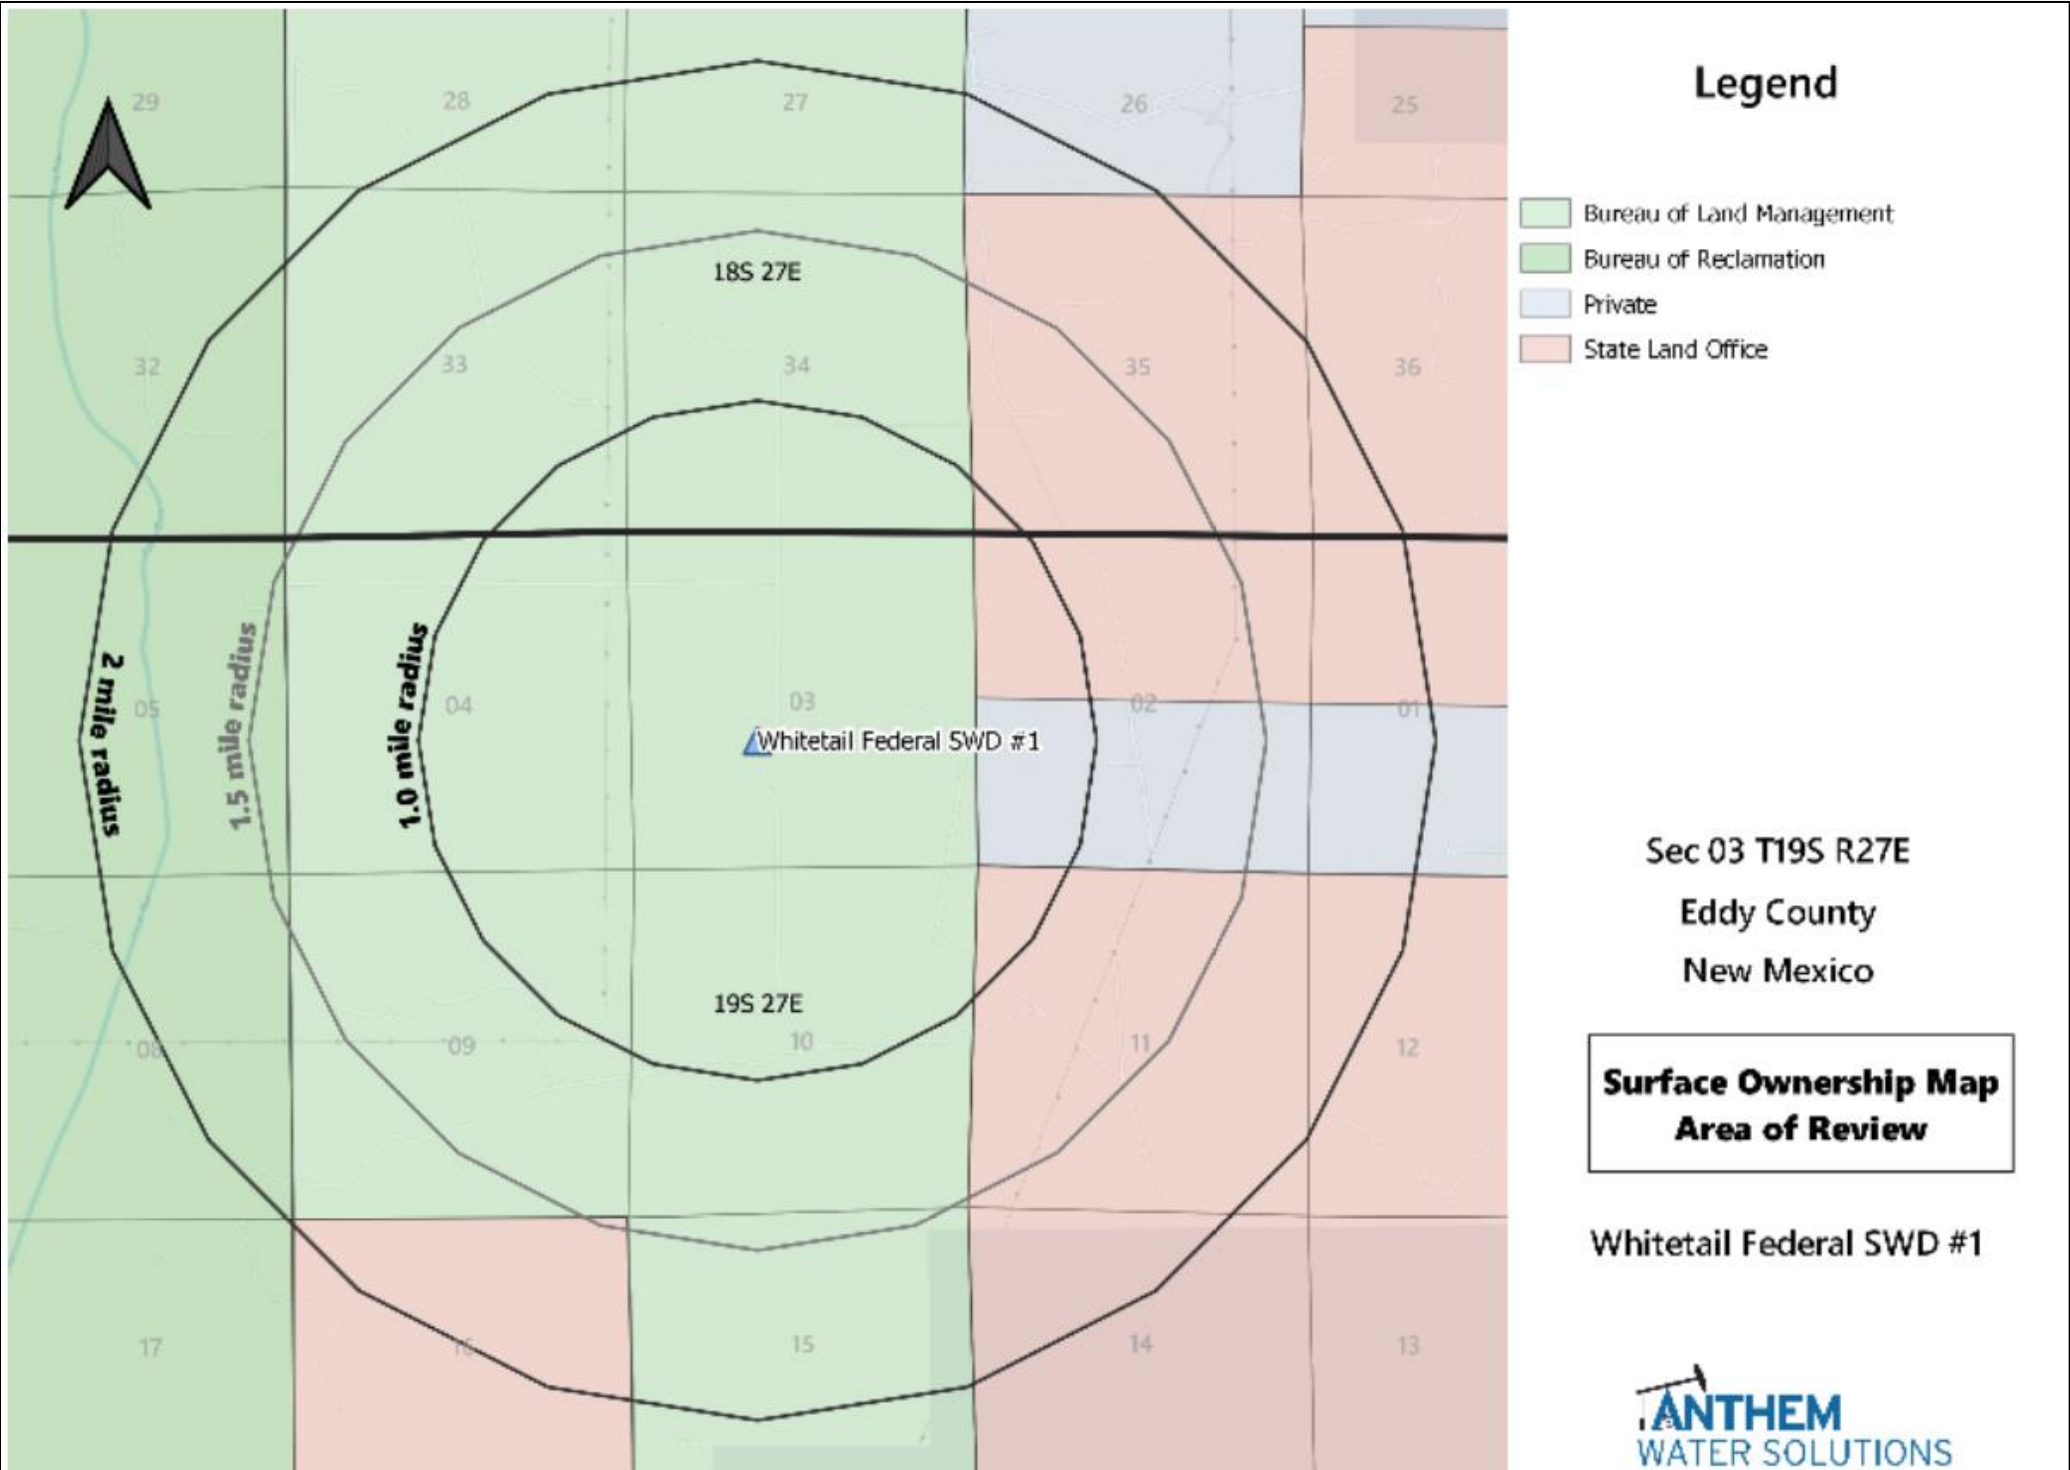 29
28
27
26
25
18S 27E
32
33
34
35
36
2 mile radius
1.5 mile radius
1.0 mile radius
05
04
03
02
01
Whitetail Federal SWD #1
19S 27E
08
09
10
11
12
17
16
15
14
13
Legend
Bureau of Land Management
Bureau of Reclamation
Private
State Land Office
Sec 03 T19S R27E
Eddy County
New Mexico
Surface Ownership Map
Area of Review
Whitetail Federal SWD #1
ANTHEM
WATER SOLUTIONS